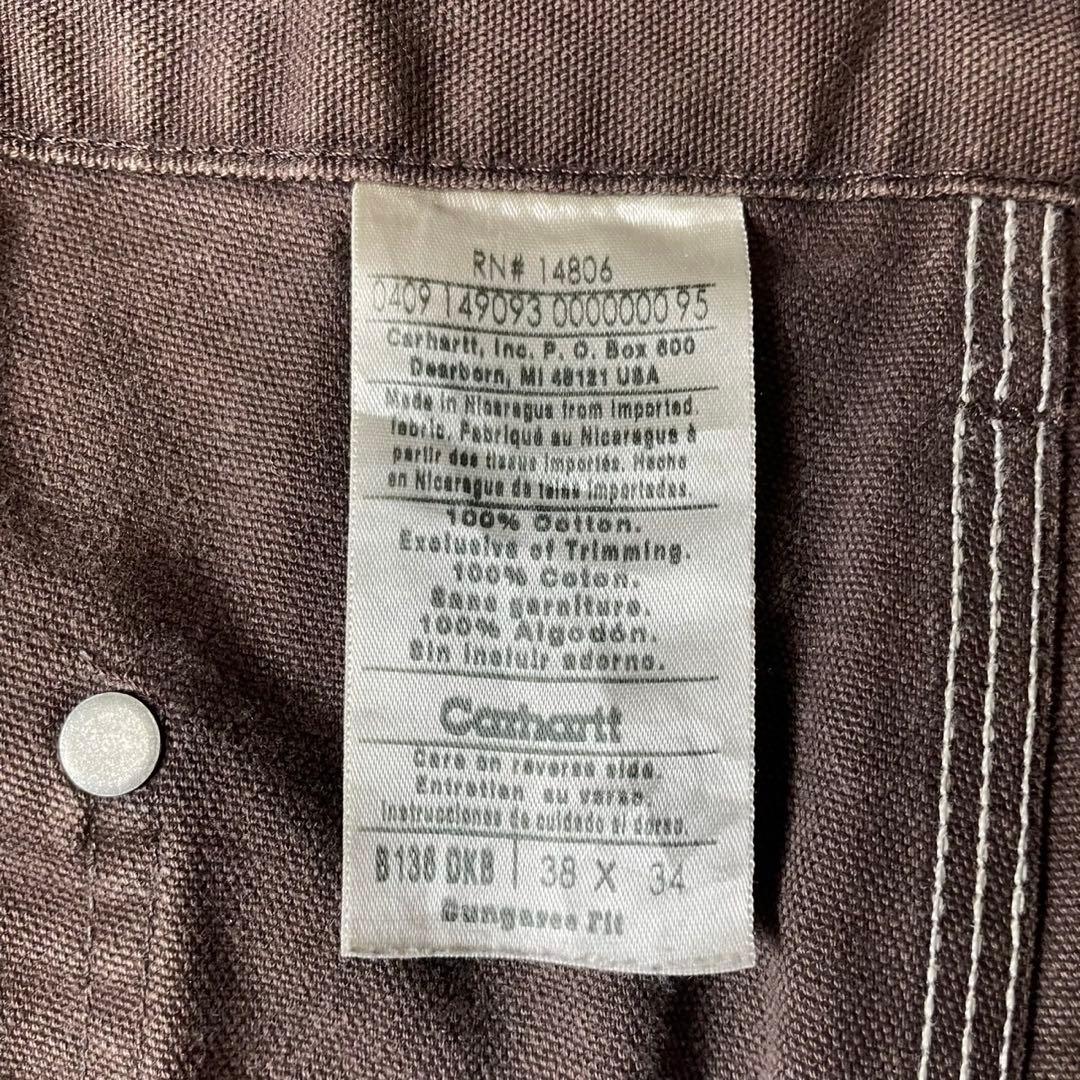 RN# 14806
0409 149093 0000000 95
Carhartt, Inc. P. O. Box 600
Dearborn, MI 48121 USA
Made in Nicaragua from imported
fabric. Fabriqué au Nicaragua à
partir des tissus importés. Hecho
en Nicaragua de telas importadas.
100% Cotton.
Exclusive of Trimming.
100% Coton.
Sans garniture.
100% Algodón.
Sin incluir adorno.
Carhartt
Care on reverse side.
Entretien au verso.
Instrucciones de cuidado al dorso.
B136 DKB | 38 X 34
Dungaree Fit